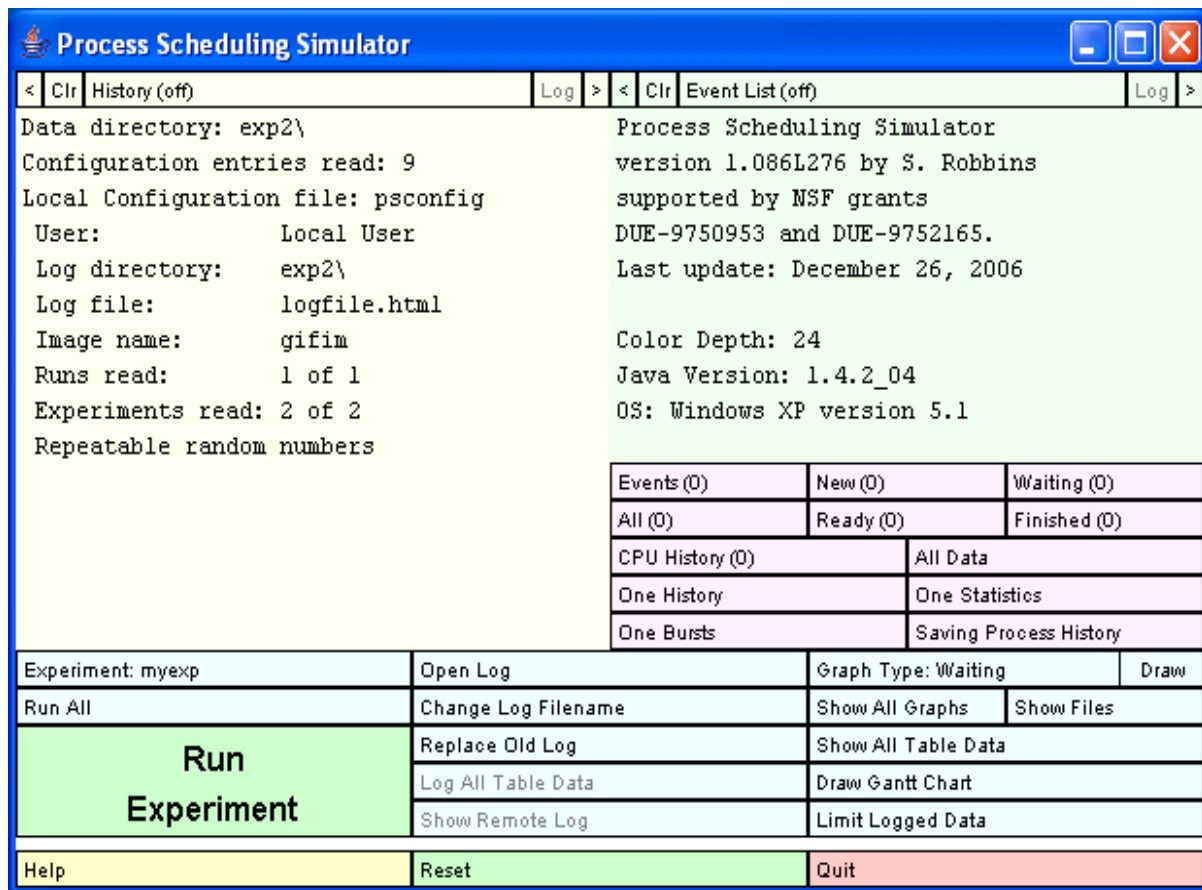 Process Scheduling Simulator
< Clr History (off) Log > < Clr Event List (off) Log >
Data directory: exp2\
Configuration entries read: 9
Local Configuration file: psconfig
User: Local User
Log directory: exp2\
Log file: logfile.html
Image name: gifim
Runs read: 1 of 1
Experiments read: 2 of 2
Repeatable random numbers
Process Scheduling Simulator
version 1.086L276 by S. Robbins
supported by NSF grants
DUE-9750953 and DUE-9752165.
Last update: December 26, 2006
Color Depth: 24
Java Version: 1.4.2_04
OS: Windows XP version 5.1
Events (0) New (0) Waiting (0)
All (0) Ready (0) Finished (0)
CPU History (0) All Data
One History One Statistics
One Bursts Saving Process History
Experiment: myexp Open Log Graph Type: Waiting Draw
Run All Change Log Filename Show All Graphs Show Files
Run
Experiment
Replace Old Log Show All Table Data
Log All Table Data Draw Gantt Chart
Show Remote Log Limit Logged Data
Help Reset Quit